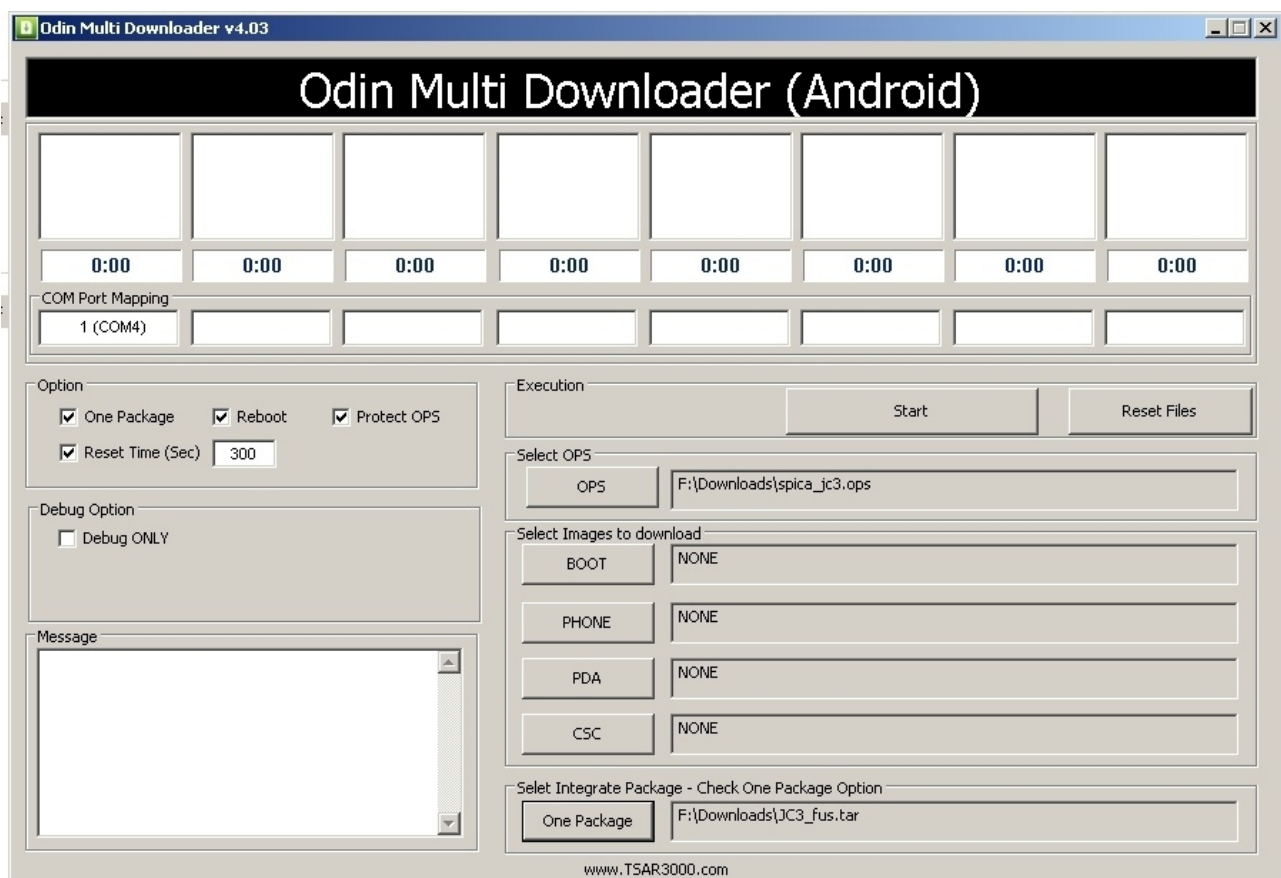 Odin Multi Downloader v4.03
Odin Multi Downloader (Android)
0:00 0:00 0:00 0:00 0:00 0:00 0:00 0:00
COM Port Mapping
1 (COM4)
Option
One Package Reboot Protect OPS
Reset Time (Sec) 300
Debug Option
Debug ONLY
Message
Execution
Start Reset Files
Select OPS
OPS F:\Downloads\spica_jc3.ops
Select Images to download
BOOT NONE
PHONE NONE
PDA NONE
CSC NONE
Selet Integrate Package - Check One Package Option
One Package F:\Downloads\JC3_fus.tar
www.TSAR3000.com